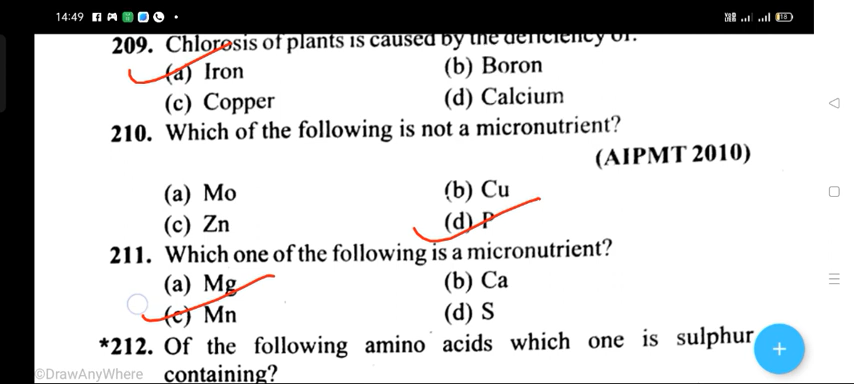 14:49
209. Chlorosis of plants is caused by the deficiency of:
(a) Iron (b) Boron
(c) Copper (d) Calcium
210. Which of the following is not a micronutrient?
(AIPMT 2010)
(a) Mo (b) Cu
(c) Zn (d) P
211. Which one of the following is a micronutrient?
(a) Mg (b) Ca
(c) Mn (d) S
*212. Of the following amino acids which one is sulphur
containing?
©DrawAnyWhere